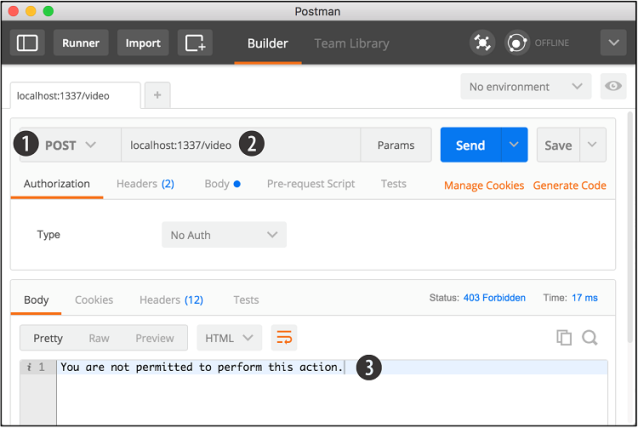 Postman
Runner Import Builder Team Library OFFLINE
No environment
localhost:1337/video +
1 POST localhost:1337/video 2 Params Send Save
Authorization Headers (2) Body Pre-request Script Tests Manage Cookies Generate Code
Type No Auth
Body Cookies Headers (12) Tests Status: 403 Forbidden Time: 17 ms
Pretty Raw Preview HTML
i 1 You are not permitted to perform this action. 3